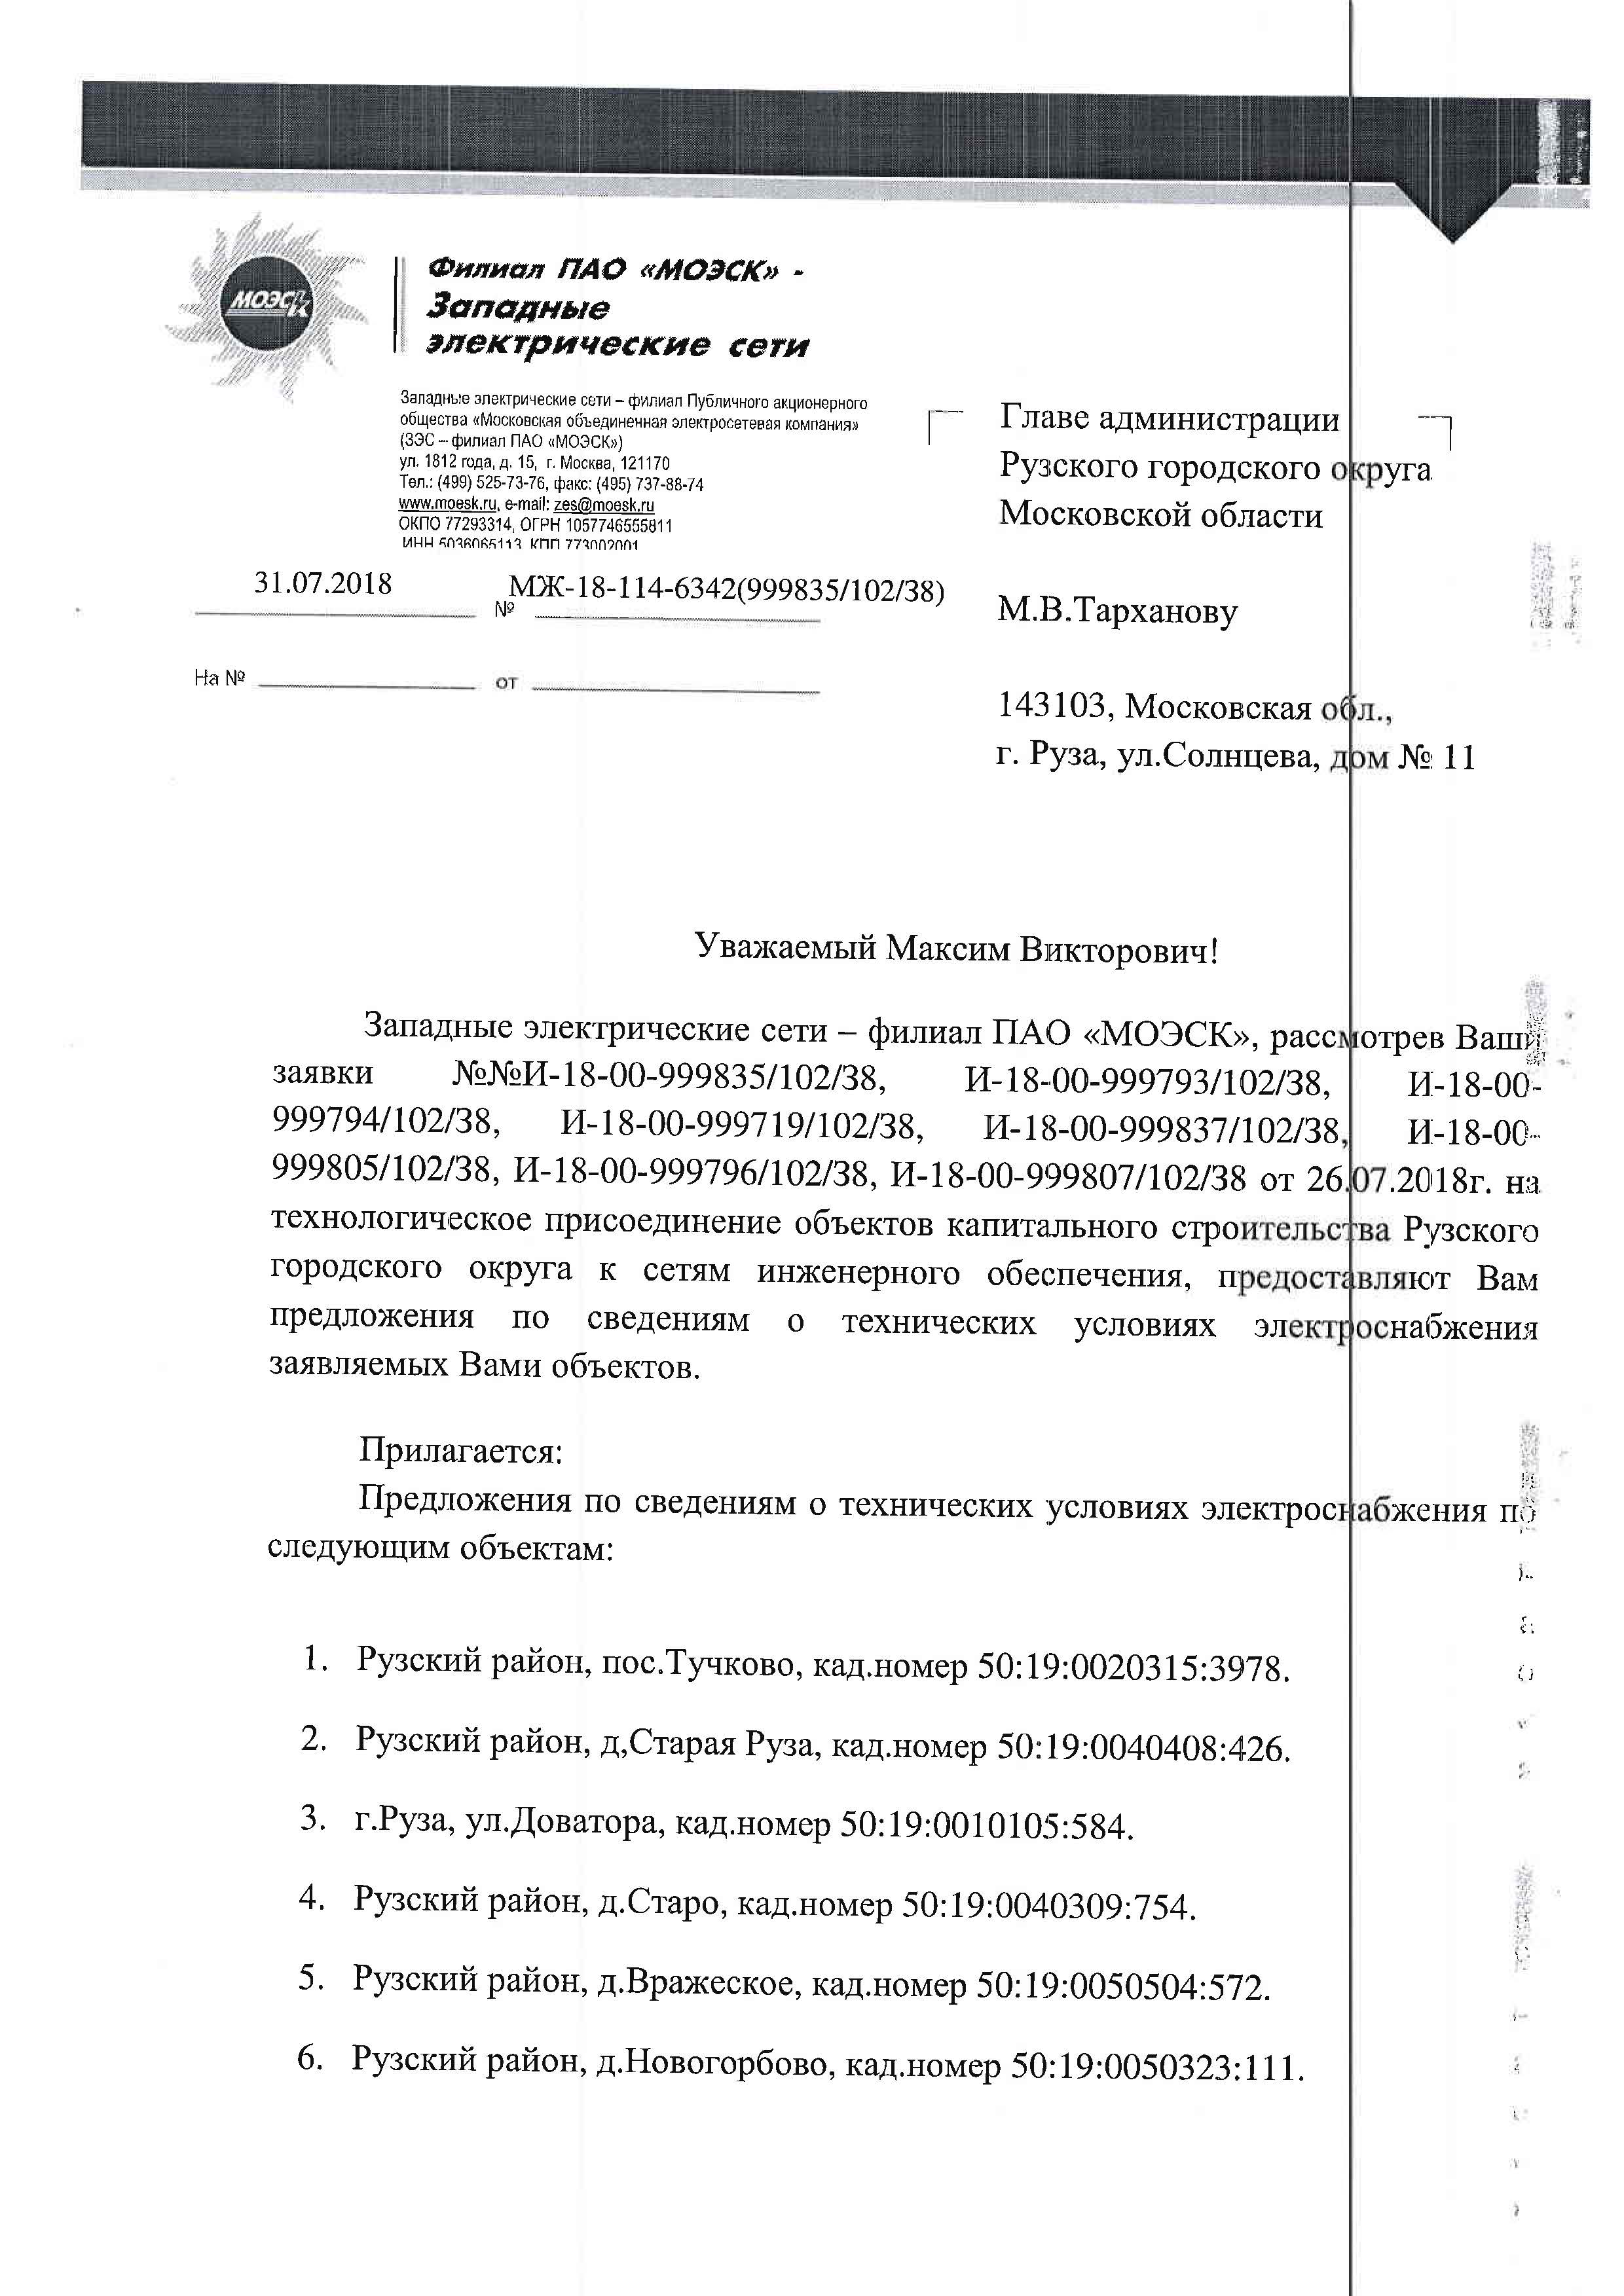 МОЭСК
Филиал ПАО «МОЭСК» -
Западные
электрические сети
Западные электрические сети – филиал Публичного акционерного
общества «Московская объединенная электросетевая компания»
(ЗЭС – филиал ПАО «МОЭСК»)
ул. 1812 года, д. 15, г. Москва, 121170
Тел.: (499) 525-73-76, факс: (495) 737-88-74
www.moesk.ru, e-mail: zes@moesk.ru
ОКПО 77293314, ОГРН 1057746555811
ИНН 5036065113, КПП 773002001
31.07.2018 № МЖ-18-114-6342(999835/102/38)
На № от
Главе администрации
Рузского городского округа
Московской области
М.В.Тарханову
143103, Московская обл.,
г. Руза, ул.Солнцева, дом № 11
Уважаемый Максим Викторович!
Западные электрические сети – филиал ПАО «МОЭСК», рассмотрев Ваши
заявки №№И-18-00-999835/102/38, И-18-00-999793/102/38, И-18-00-
999794/102/38, И-18-00-999719/102/38, И-18-00-999837/102/38, И-18-00-
999805/102/38, И-18-00-999796/102/38, И-18-00-999807/102/38 от 26.07.2018г. на
технологическое присоединение объектов капитального строительства Рузского
городского округа к сетям инженерного обеспечения, предоставляют Вам
предложения по сведениям о технических условиях электроснабжения
заявляемых Вами объектов.
Прилагается:
Предложения по сведениям о технических условиях электроснабжения по
следующим объектам:
1. Рузский район, пос.Тучково, кад.номер 50:19:0020315:3978.
2. Рузский район, д,Старая Руза, кад.номер 50:19:0040408:426.
3. г.Руза, ул.Доватора, кад.номер 50:19:0010105:584.
4. Рузский район, д.Старо, кад.номер 50:19:0040309:754.
5. Рузский район, д.Вражеское, кад.номер 50:19:0050504:572.
6. Рузский район, д.Новогорбово, кад.номер 50:19:0050323:111.